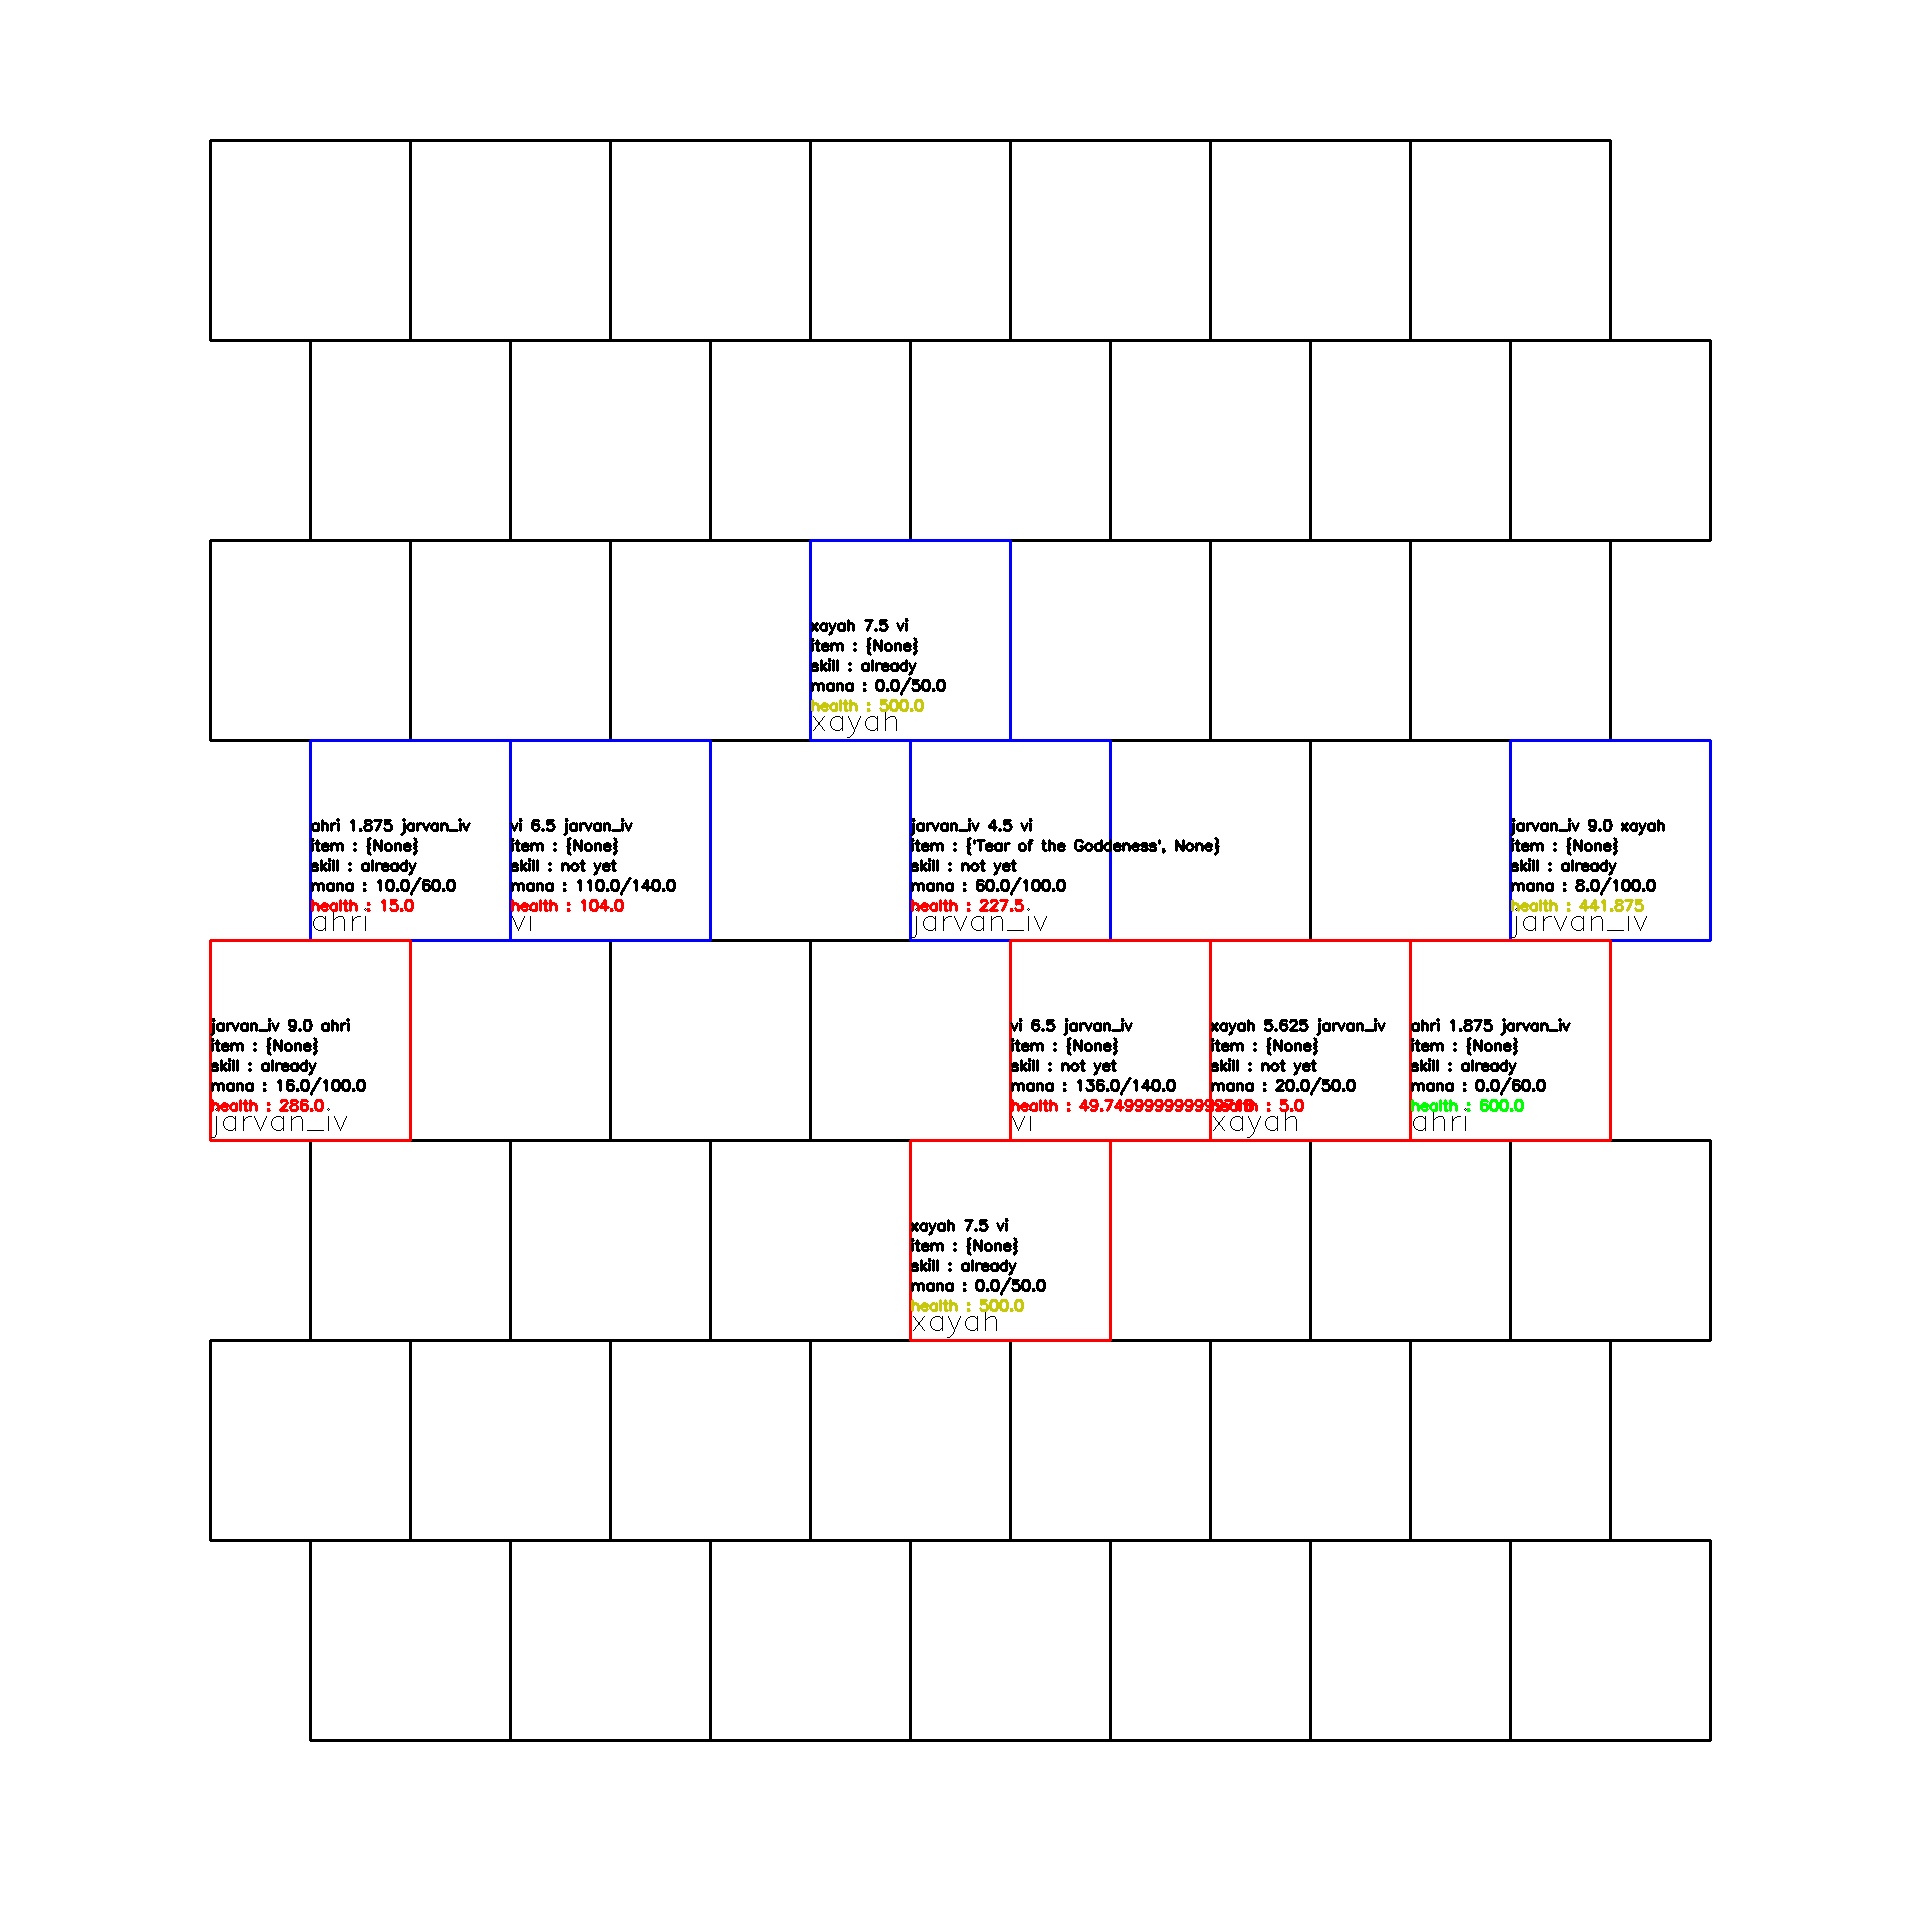 xayah 7.5 vi
item : {None}
skill : already
mana : 0.0/50.0
health : 500.0
xayah
ahri 1.875 jarvan_iv
item : {None}
skill : already
mana : 10.0/60.0
health : 15.0
ahri
vi 6.5 jarvan_iv
item : {None}
skill : not yet
mana : 110.0/140.0
health : 104.0
vi
jarvan_iv 4.5 vi
item : {'Tear of the Goddeness', None}
skill : not yet
mana : 60.0/100.0
health : 227.5
jarvan_iv
jarvan_iv 9.0 xayah
item : {None}
skill : already
mana : 8.0/100.0
health : 441.875
jarvan_iv
jarvan_iv 9.0 ahri
item : {None}
skill : already
mana : 16.0/100.0
health : 286.0
jarvan_iv
vi 6.5 jarvan_iv
item : {None}
skill : not yet
mana : 136.0/140.0
health :
vi
xayah 5.625 jarvan_iv
item : {None}
skill : not yet
mana : 20.0/50.0
health : 5.0
xayah
ahri 1.875 jarvan_iv
item : {None}
skill : already
mana : 0.0/60.0
health : 600.0
ahri
xayah 7.5 vi
item : {None}
skill : already
mana : 0.0/50.0
health : 500.0
xayah